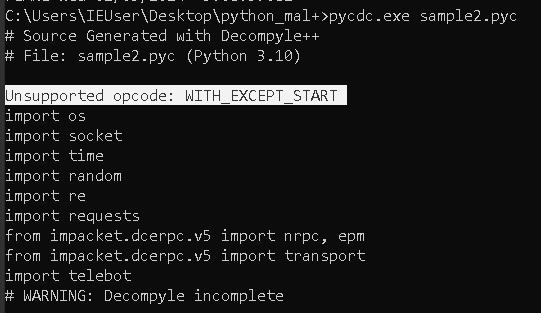 C:\Users\IEUser\Desktop\python_mal+>pycdc.exe sample2.pyc
# Source Generated with Decompyle++
# File: sample2.pyc (Python 3.10)
Unsupported opcode: WITH_EXCEPT_START
import os
import socket
import time
import random
import re
import requests
from impacket.dcerpc.v5 import nrpc, epm
from impacket.dcerpc.v5 import transport
import telebot
# WARNING: Decompyle incomplete